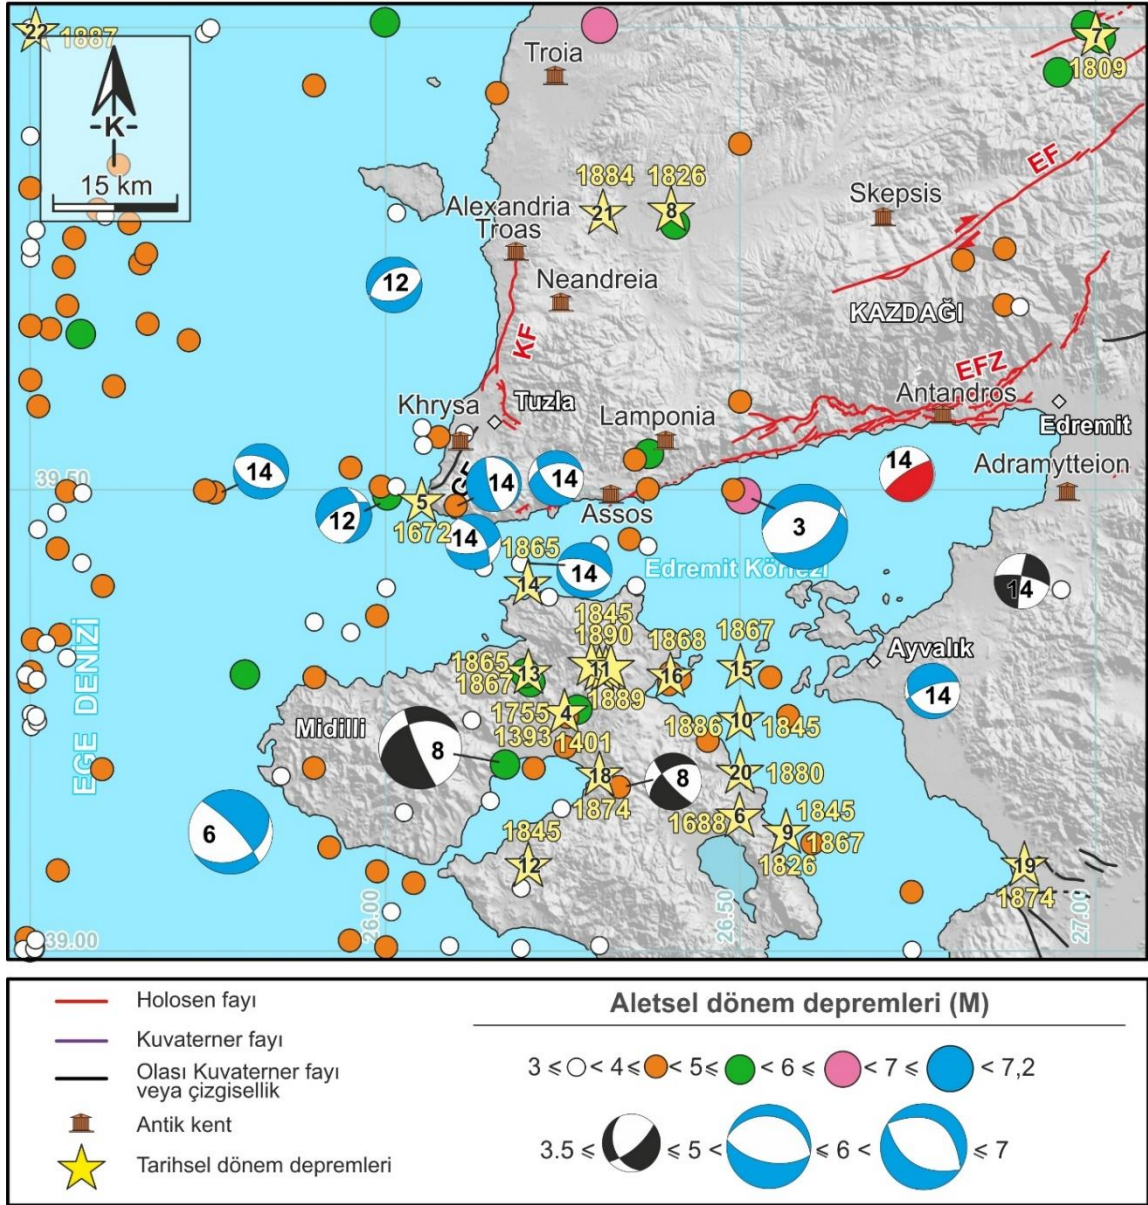 22
1887
-K-
15 km
Troia
7
1809
1884
1826
21
8
Alexandria
Troas
Skepsis
EF
12
Neandreia
KAZDAĞI
KF
EFZ
Khrysa
Tuzla
Lamponia
Antandros
Edremit
39.50
14
14
14
14
Adramytteion
12
5
1672
Assos
3
14
1865
14
14
14
Edremit Körfezi
EGE DENİZİ
1845
1890
1868
1867
Ayvalık
1865
1867
13
11
16
15
1889
14
Midilli
1755
1393
4
1401
1886
10
1845
8
18
1874
8
20
1880
6
1688
6
9
1845
1867
1826
1845
12
19
1874
39.00
26.00
26.50
27.00
Holosen fayı
Kuvaterner fayı
Olası Kuvaterner fayı
veya çizgisellik
Antik kent
Tarihsel dönem depremleri
Aletsel dönem depremleri (M)
3 ⩽ < 4 ⩽ < 5 ⩽ < 6 ⩽ < 7 ⩽ < 7,2
3.5 ⩽ ⩽ 5 < ⩽ 6 < ⩽ 7